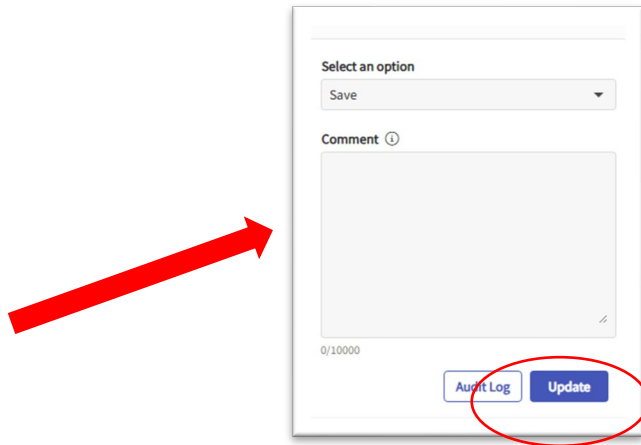 Select an option
Save
Comment
0/10000
Audit Log Update